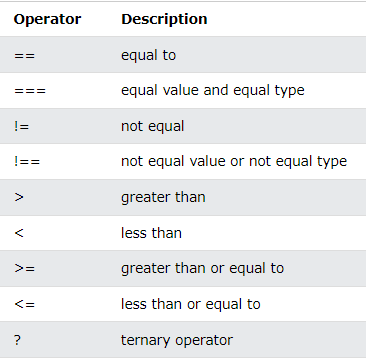 Operator Description
== equal to
=== equal value and equal type
!= not equal
!== not equal value or not equal type
> greater than
< less than
>= greater than or equal to
<= less than or equal to
? ternary operator